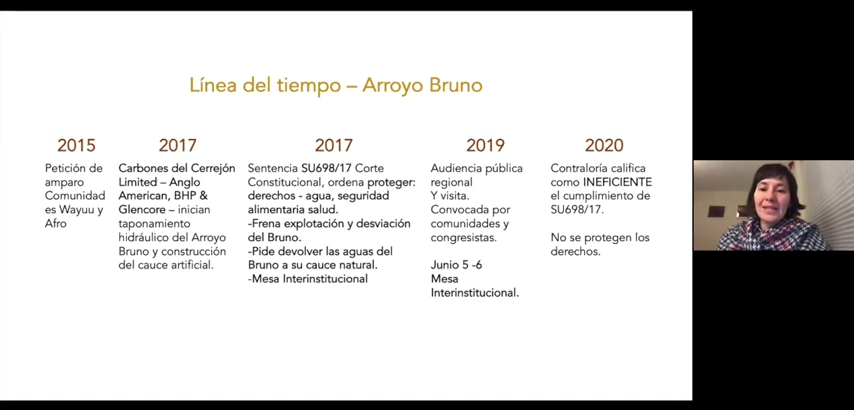 Línea del tiempo – Arroyo Bruno
2015
Petición de
amparo
Comunidad
es Wayuu y
Afro
2017
Carbones del Cerrejón
Limited – Anglo
American, BHP &
Glencore – inician
taponamiento
hidráulico del Arroyo
Bruno y construcción
del cauce artificial.
2017
Sentencia SU698/17 Corte
Constitucional, ordena proteger:
derechos - agua, seguridad
alimentaria salud.
-Frena explotación y desviación
del Bruno.
-Pide devolver las aguas del
Bruno a su cauce natural.
-Mesa Interinstitucional
2019
Audiencia pública
regional
Y visita.
Convocada por
comunidades y
congresistas.
Junio 5 -6
Mesa
Interinstitucional.
2020
Contraloría califica
como INEFICIENTE
el cumplimiento de
SU698/17.
No se protegen los
derechos.